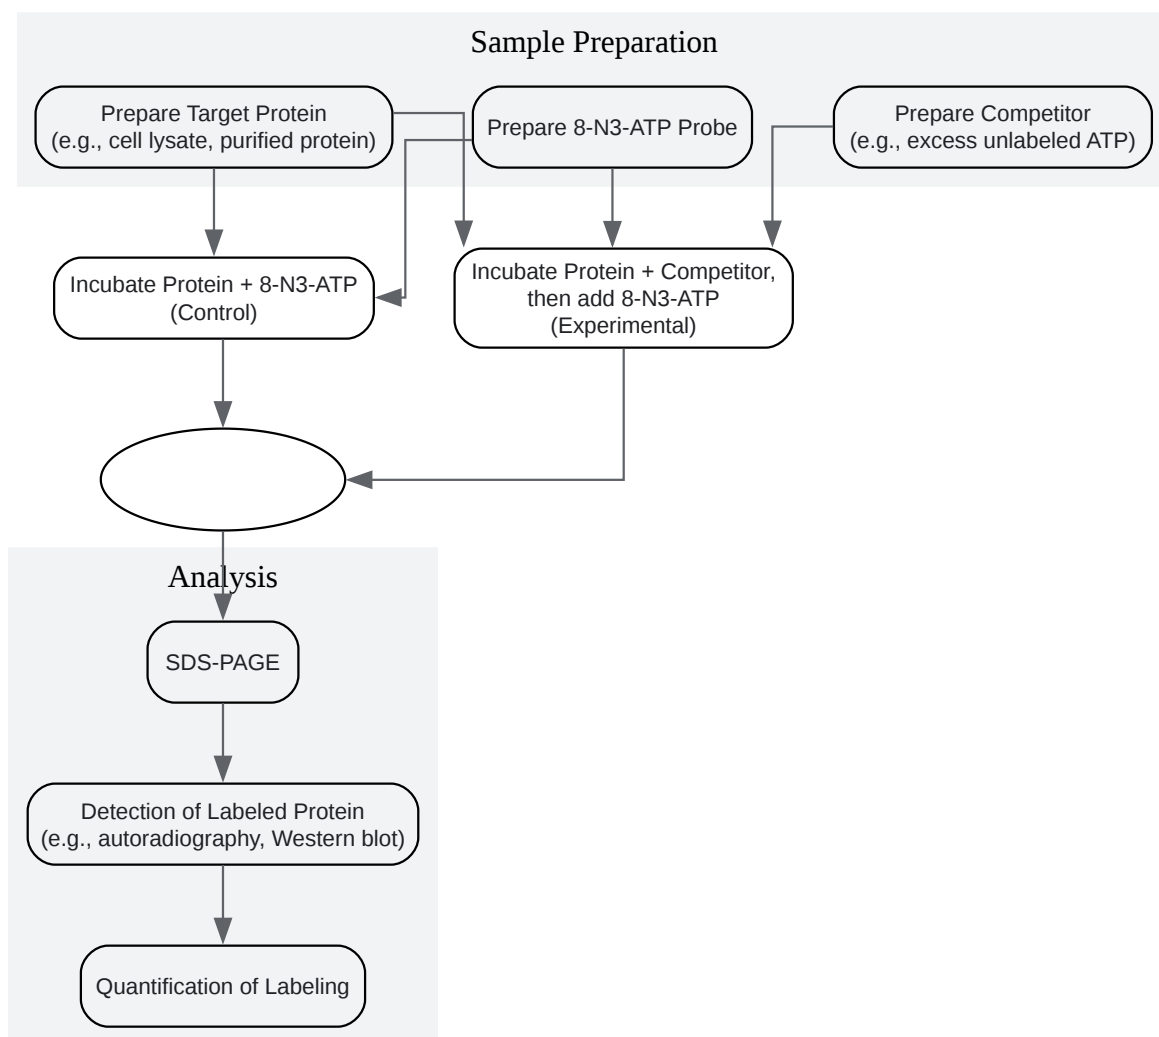 Sample Preparation
Prepare Target Protein
(e.g., cell lysate, purified protein)
Prepare 8-N3-ATP Probe
Prepare Competitor
(e.g., excess unlabeled ATP)
Incubate Protein + 8-N3-ATP
(Control)
Incubate Protein + Competitor,
then add 8-N3-ATP
(Experimental)
Analysis
SDS-PAGE
Detection of Labeled Protein
(e.g., autoradiography, Western blot)
Quantification of Labeling